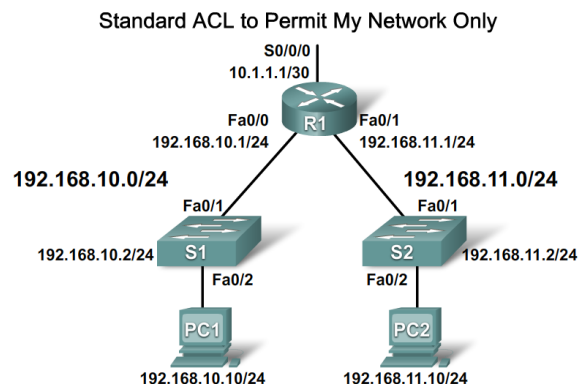 Standard ACL to Permit My Network Only
S0/0/0
10.1.1.1/30
Fa0/0
R1
Fa0/1
192.168.10.1/24
192.168.11.1/24
192.168.10.0/24
192.168.11.0/24
Fa0/1
Fa0/1
192.168.10.2/24
S1
S2
192.168.11.2/24
Fa0/2
Fa0/2
PC1
PC2
192.168.10.10/24
192.168.11.10/24